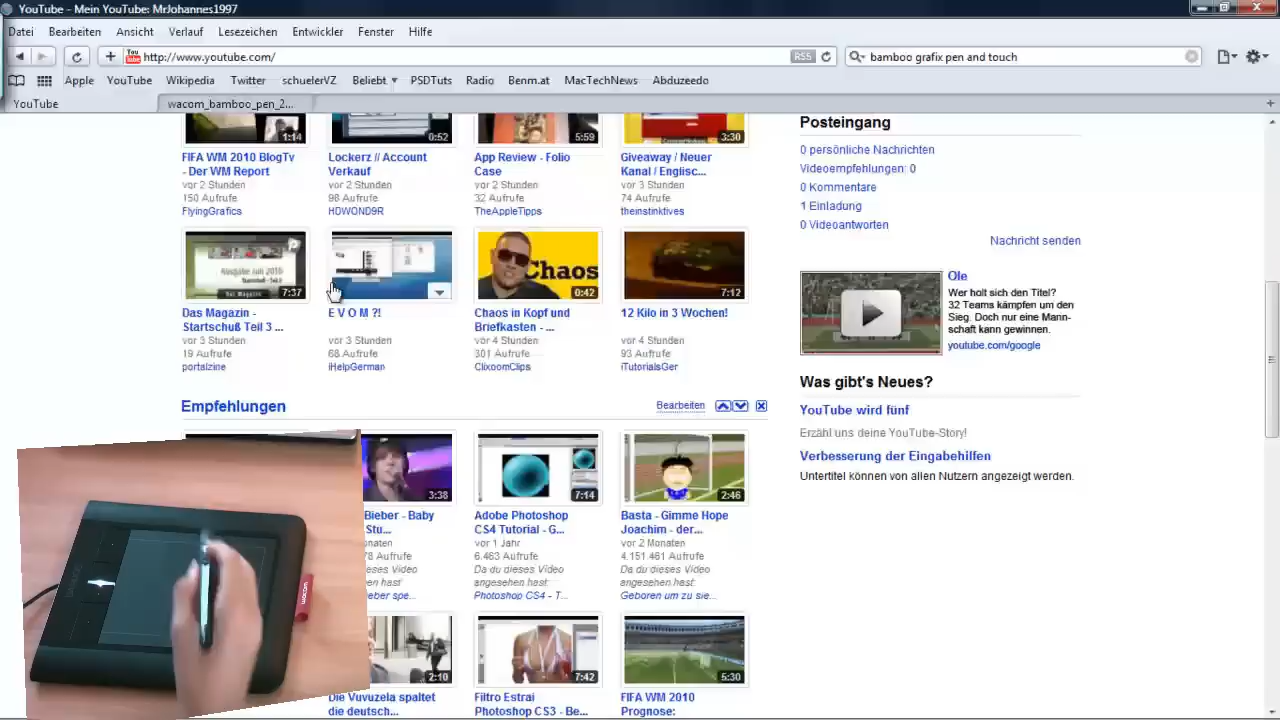 YouTube - Mein YouTube: MrJohannes1997
Datei Bearbeiten Ansicht Verlauf Lesezeichen Entwickler Fenster Hilfe
http://www.youtube.com/ RSS bamboo grafix pen and touch
Apple YouTube Wikipedia Twitter schuelerVZ Beliebt PSDTuts Radio Benm.at MacTechNews Abduzeedo
YouTube wacom_bamboo_pen_2...
1:14 0:52 5:59 3:30
FIFA WM 2010 BlogTv
- Der WM Report
vor 2 Stunden
150 Aufrufe
FlyingGrafics
Lockerz // Account
Verkauf
vor 2 Stunden
98 Aufrufe
HDWOND9R
App Review - Folio
Case
vor 2 Stunden
32 Aufrufe
TheAppleTipps
Giveaway / Neuer
Kanal / Englisc...
vor 3 Stunden
74 Aufrufe
theinstinktives
Ausgabe Juli 2010
7:37
Chaos
0:42
7:12
Das Magazin -
Startschuß Teil 3 ...
vor 3 Stunden
19 Aufrufe
portalzine
E V O M ?!
vor 3 Stunden
68 Aufrufe
iHelpGerman
Chaos in Kopf und
Briefkasten - ...
vor 4 Stunden
301 Aufrufe
ClixoomClips
12 Kilo in 3 Wochen!
vor 4 Stunden
93 Aufrufe
iTutorialsGer
Empfehlungen Bearbeiten
3:38 7:14 2:46
Bieber - Baby
Stu...
78 Aufrufe
Adobe Photoshop
CS4 Tutorial - G...
vor 1 Jahr
6.463 Aufrufe
Da du dieses Video
angesehen hast:
Photoshop CS4 - T...
Basta - Gimme Hope
Joachim - der...
vor 2 Monaten
4.151.461 Aufrufe
Da du dieses Video
angesehen hast:
Geboren um zu sie...
2:10 7:42 5:30
Die Vuvuzela spaltet
die deutsch...
Filtro Estrai
Photoshop CS3 - Be...
FIFA WM 2010
Prognose:
Posteingang
0 persönliche Nachrichten
Videoempfehlungen: 0
0 Kommentare
1 Einladung
0 Videoantworten
Nachricht senden
Ole
Wer holt sich den Titel?
32 Teams kämpfen um den
Sieg. Doch nur eine Mann-
schaft kann gewinnen.
youtube.com/google
Was gibt's Neues?
YouTube wird fünf
Erzähl uns deine YouTube-Story!
Verbesserung der Eingabehilfen
Untertitel können von allen Nutzern angezeigt werden.
wacom